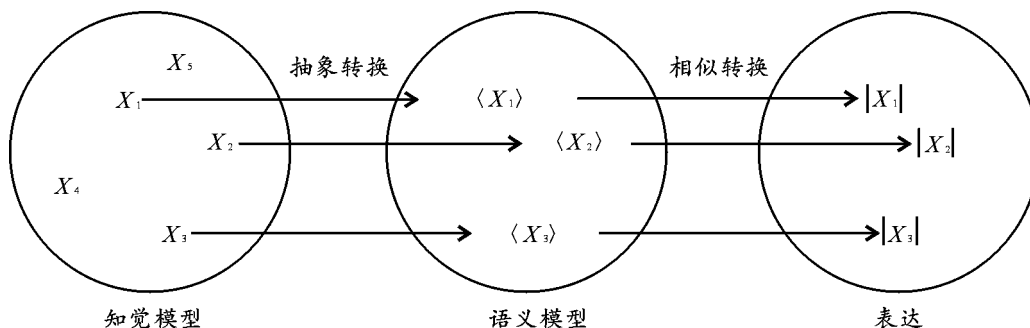 X₅
抽象转换
相似转换
X₁
〈X₁〉
|X₁|
X₂
〈X₂〉
|X₂|
X₄
X₃
〈X₃〉
|X₃|
知觉模型
语义模型
表达